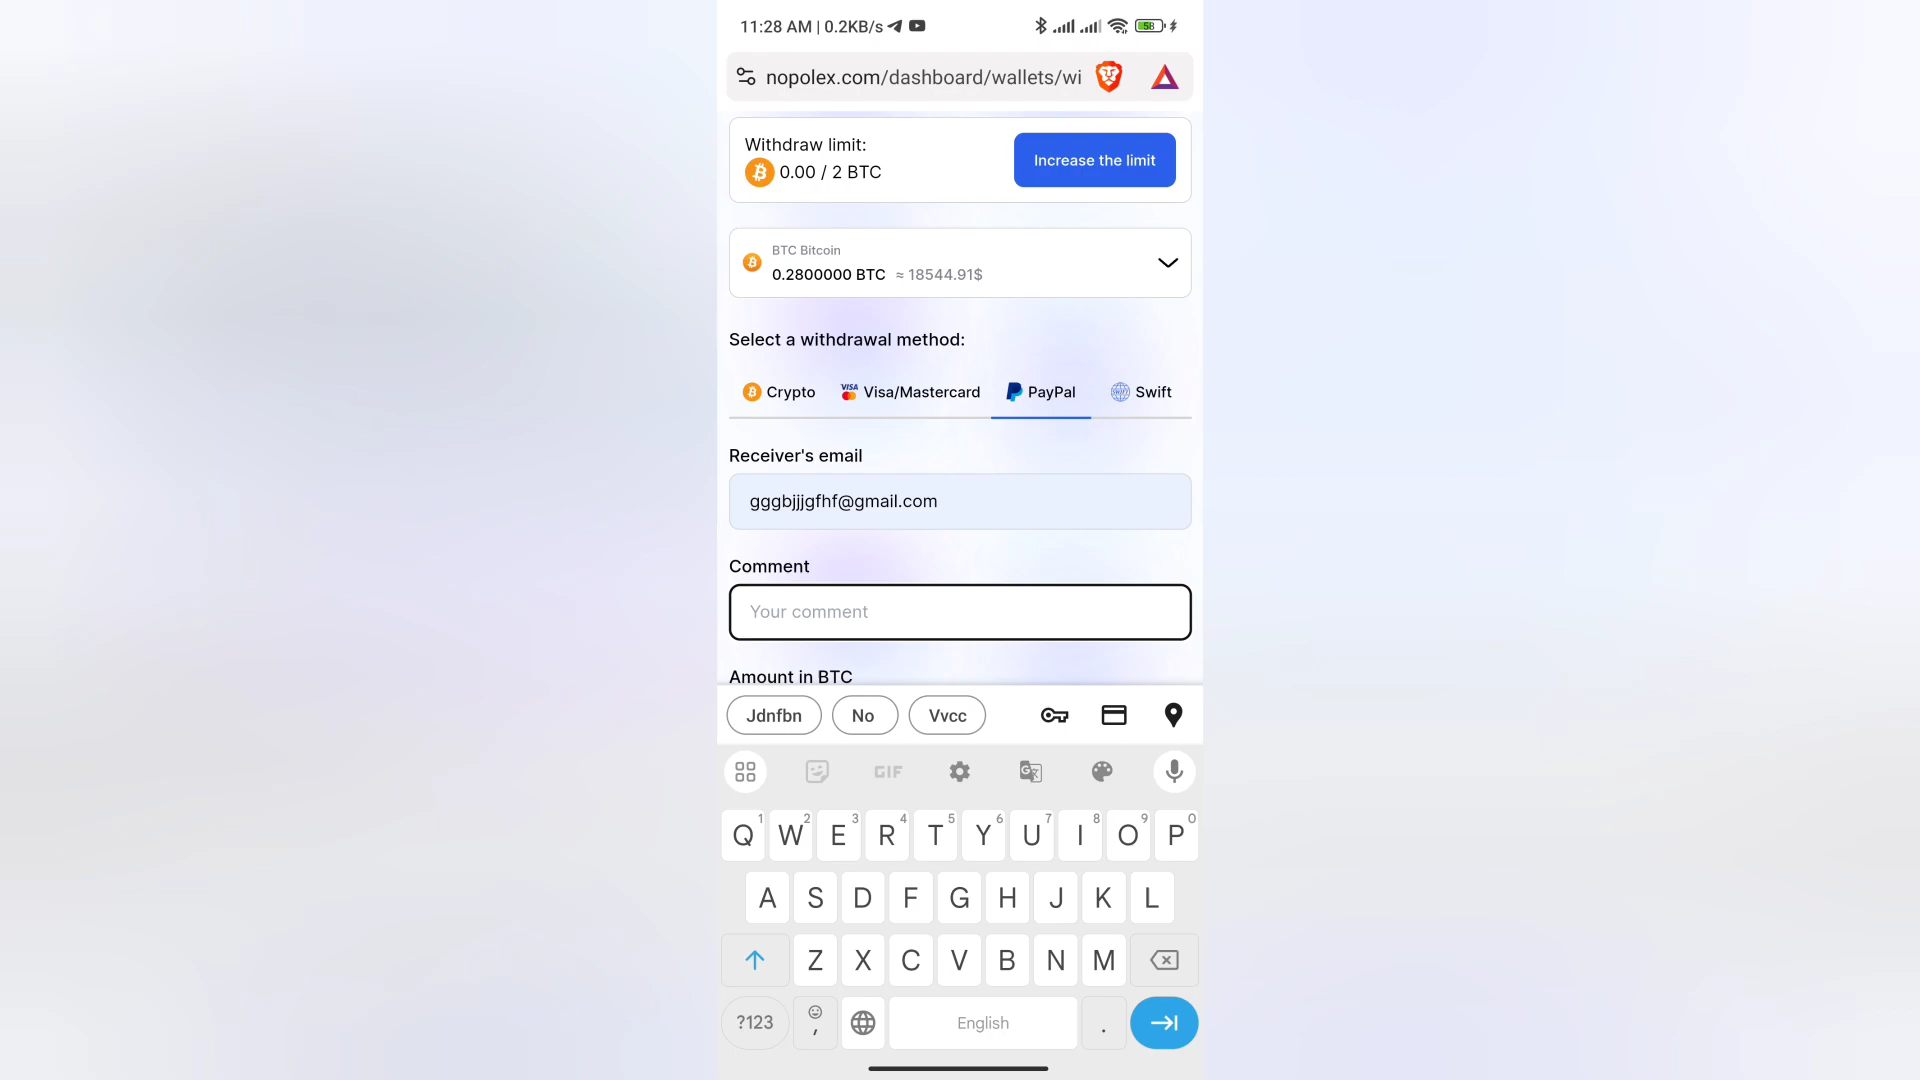 11:28 AM | 0.2KB/s
58
nopolex.com/dashboard/wallets/wi
Withdraw limit:
0.00 / 2 BTC
Increase the limit
BTC Bitcoin
0.2800000 BTC ≈ 18544.91$
Select a withdrawal method:
Crypto
VISA Visa/Mastercard
PayPal
Swift
Receiver's email
gggbjjjgfhf@gmail.com
Comment
Your comment
Amount in BTC
Jdnfbn
No
Vvcc
GIF
Q1 W2 E3 R4 T5 Y6 U7 I8 O9 P0
A S D F G H J K L
Z X C V B N M
?123 , English .